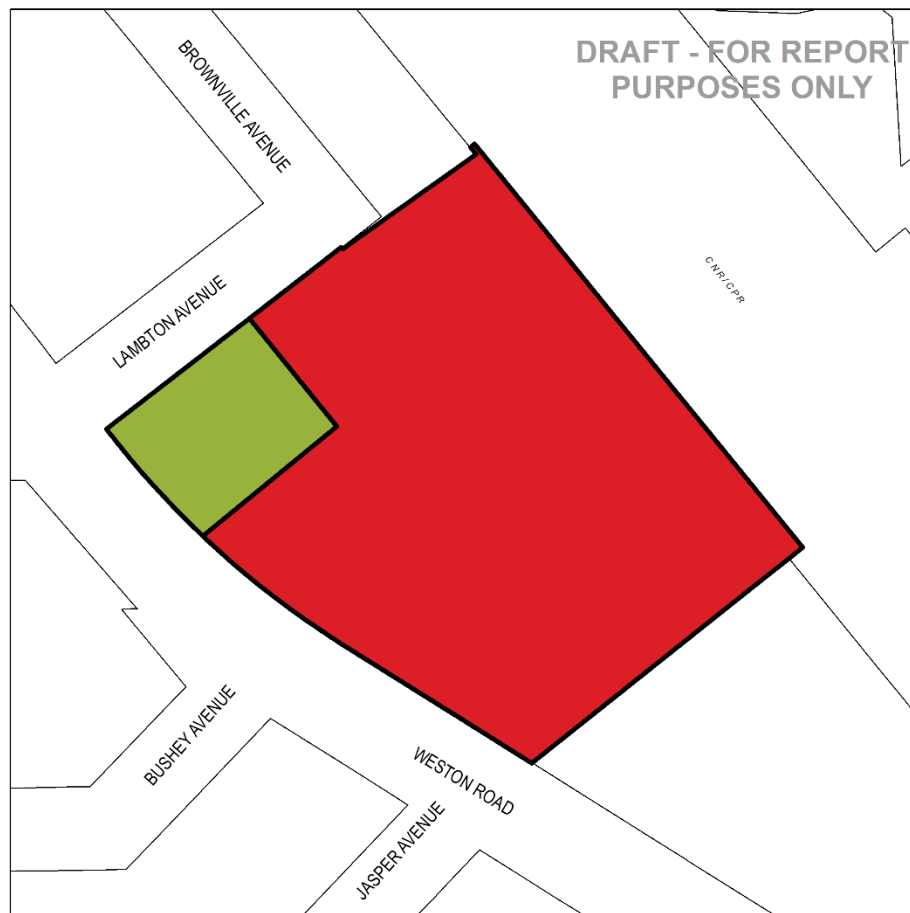 DRAFT - FOR REPORT
PURPOSES ONLY
BROWNVILLE AVENUE
CNR/CPR
LAMBTON AVENUE
BUSHEY AVENUE
WESTON ROAD
JASPER AVENUE